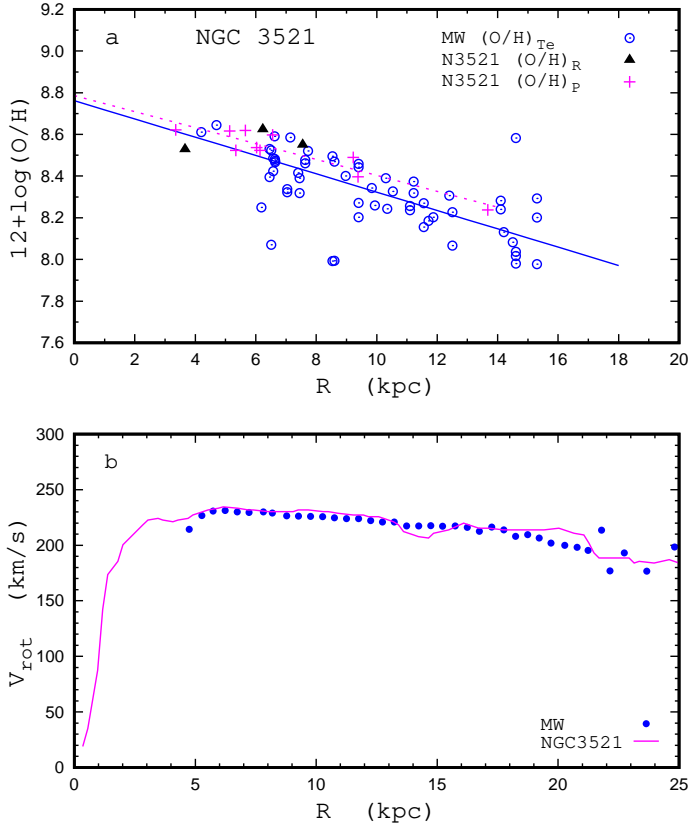 a NGC 3521
MW (O/H)Te
N3521 (O/H)R
N3521 (O/H)P
9.2
9.0
8.8
8.6
8.4
8.2
8.0
7.8
7.6
12+log(O/H)
0 2 4 6 8 10 12 14 16 18 20
R (kpc)
b
300
250
200
150
100
50
0
Vrot (km/s)
MW
NGC3521
0 5 10 15 20 25
R (kpc)